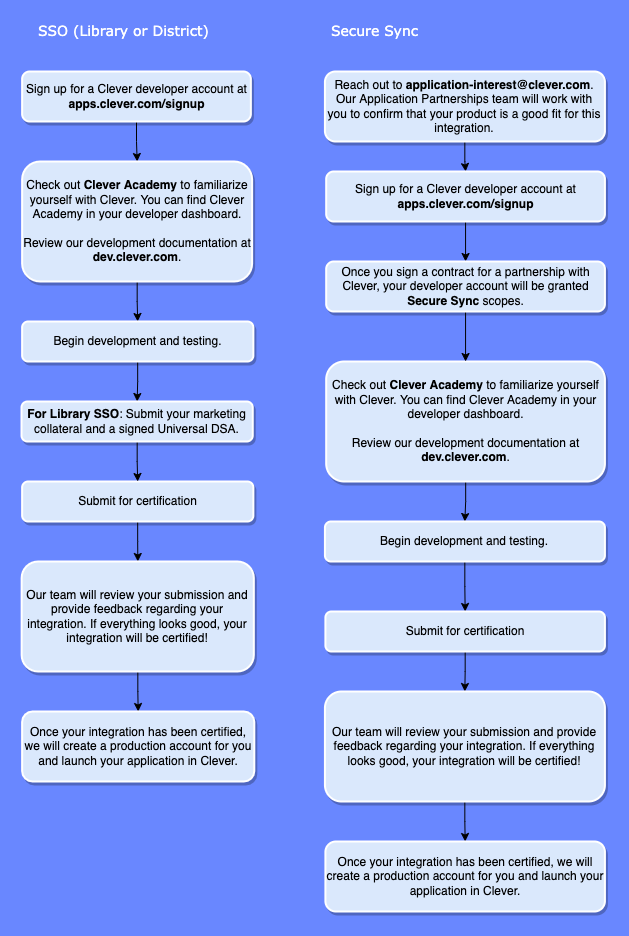 SSO (Library or District)
Sign up for a Clever developer account at
apps.clever.com/signup
Check out Clever Academy to familiarize
yourself with Clever. You can find Clever
Academy in your developer dashboard.
Review our development documentation at
dev.clever.com.
Begin development and testing.
For Library SSO: Submit your marketing
collateral and a signed Universal DSA.
Submit for certification
Our team will review your submission and
provide feedback regarding your
integration. If everything looks good, your
integration will be certified!
Once your integration has been certified,
we will create a production account for you
and launch your application in Clever.
Secure Sync
Reach out to application-interest@clever.com.
Our Application Partnerships team will work with
you to confirm that your product is a good fit for this
integration.
Sign up for a Clever developer account at
apps.clever.com/signup
Once you sign a contract for a partnership with
Clever, your developer account will be granted
Secure Sync scopes.
Check out Clever Academy to familiarize yourself
with Clever. You can find Clever Academy in your
developer dashboard.
Review our development documentation at
dev.clever.com.
Begin development and testing.
Submit for certification
Our team will review your submission and provide
feedback regarding your integration. If everything
looks good, your integration will be certified!
Once your integration has been certified, we will
create a production account for you and launch your
application in Clever.